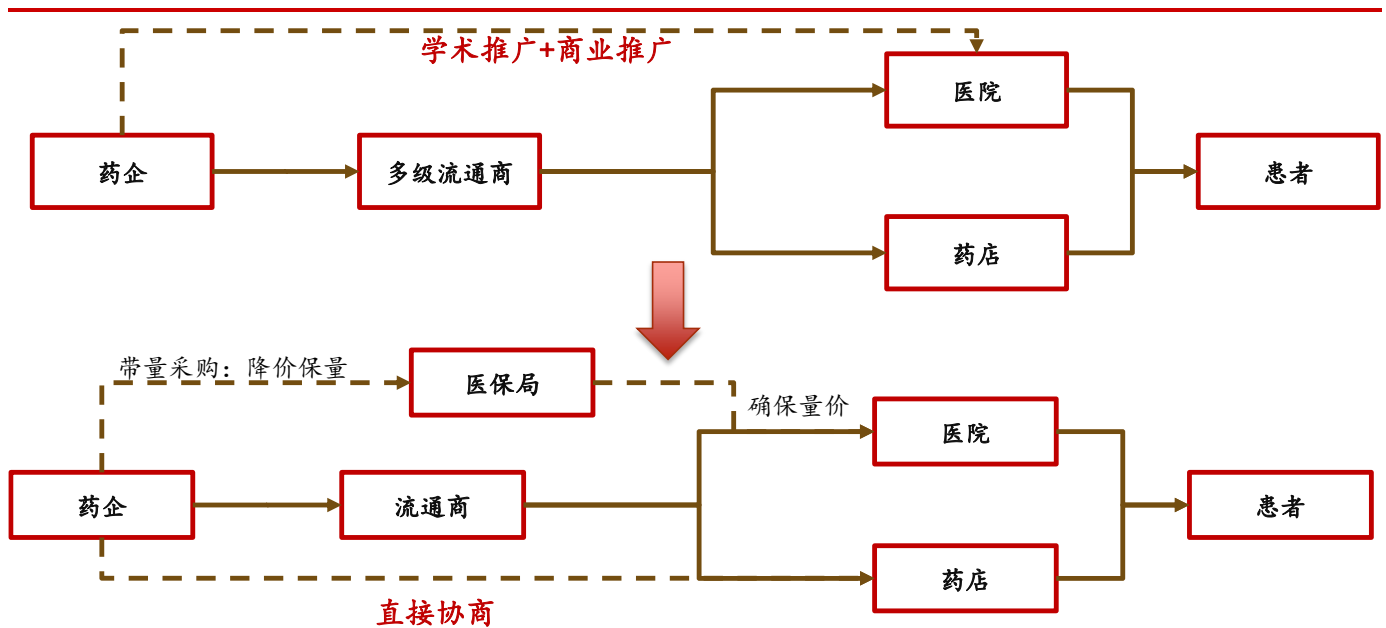 学术推广+商业推广
医院
药企
多级流通商
患者
药店
带量采购：降价保量
医保局
确保量价
医院
药企
流通商
患者
药店
直接协商